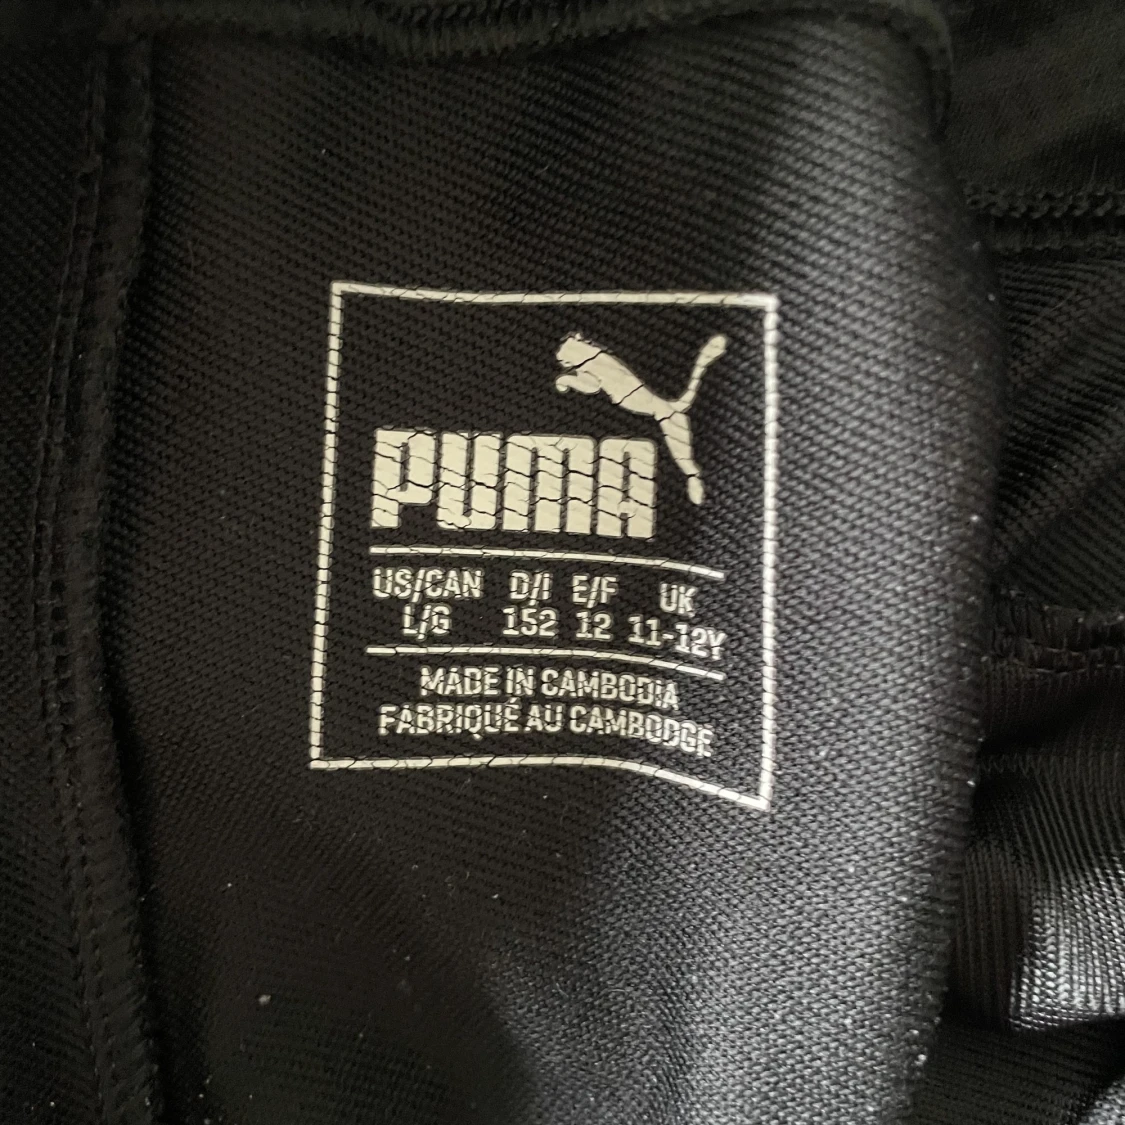 PUMA
US/CAN D/I E/F UK
L/G 152 12 11-12Y
MADE IN CAMBODIA
FABRIQUÉ AU CAMBODGE